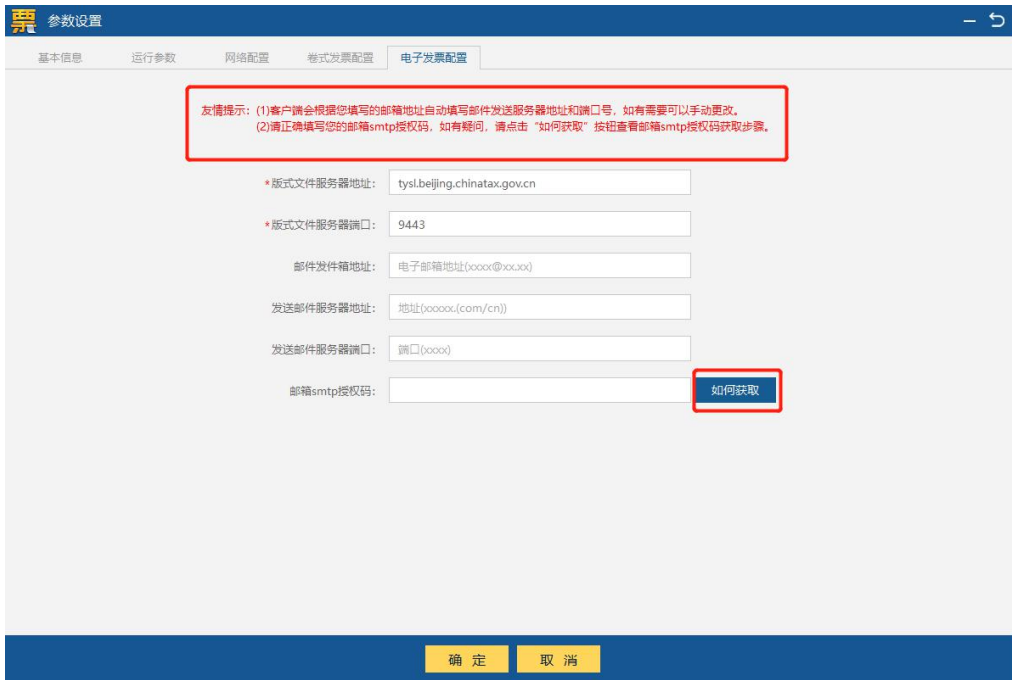 票 参数设置
基本信息 运行参数 网络配置 卷式发票配置 电子发票配置
友情提示：(1)客户端会根据您填写的邮箱地址自动填写邮件发送服务器地址和端口号，如有需要可以手动更改。
(2)请正确填写您的邮箱smtp授权码，如有疑问，请点击“如何获取”按钮查看邮箱smtp授权码获取步骤。
*版式文件服务器地址： tysl.beijing.chinatax.gov.cn
*版式文件服务器端口： 9443
邮件发件箱地址： 电子邮箱地址(xxxx@xx.xx)
发送邮件服务器地址： 地址(xxxxx.(com/cn))
发送邮件服务器端口： 端口(xxxx)
邮箱smtp授权码： 如何获取
确 定 取 消